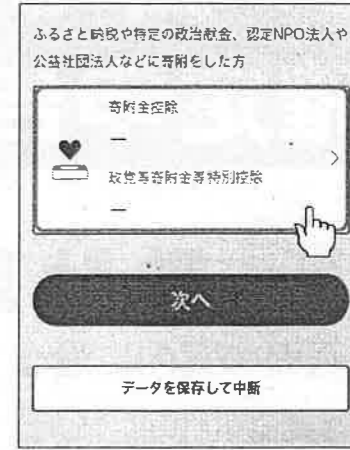 ふるさと納税や特定の政治献金、認定NPO法人や
公益社団法人などに寄附をした方
寄附金控除
—
政党等寄附金等特別控除
—
次へ
データを保存して中断